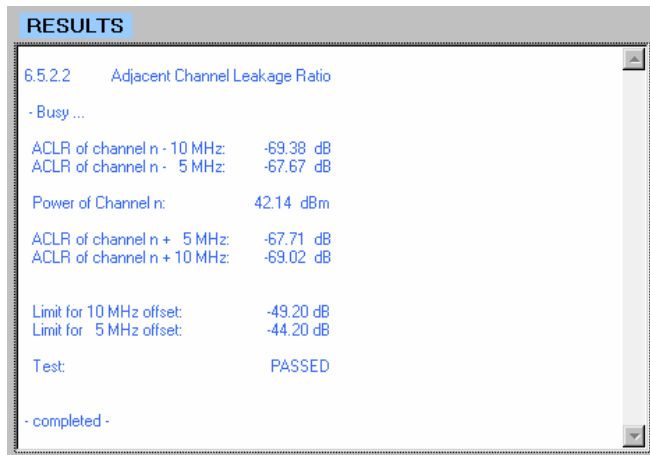 RESULTS
6.5.2.2 Adjacent Channel Leakage Ratio
- Busy ...
ACLR of channel n - 10 MHz: -69.38 dB
ACLR of channel n - 5 MHz: -67.67 dB
Power of Channel n: 42.14 dBm
ACLR of channel n + 5 MHz: -67.71 dB
ACLR of channel n + 10 MHz: -69.02 dB
Limit for 10 MHz offset: -49.20 dB
Limit for 5 MHz offset: -44.20 dB
Test: PASSED
- completed -